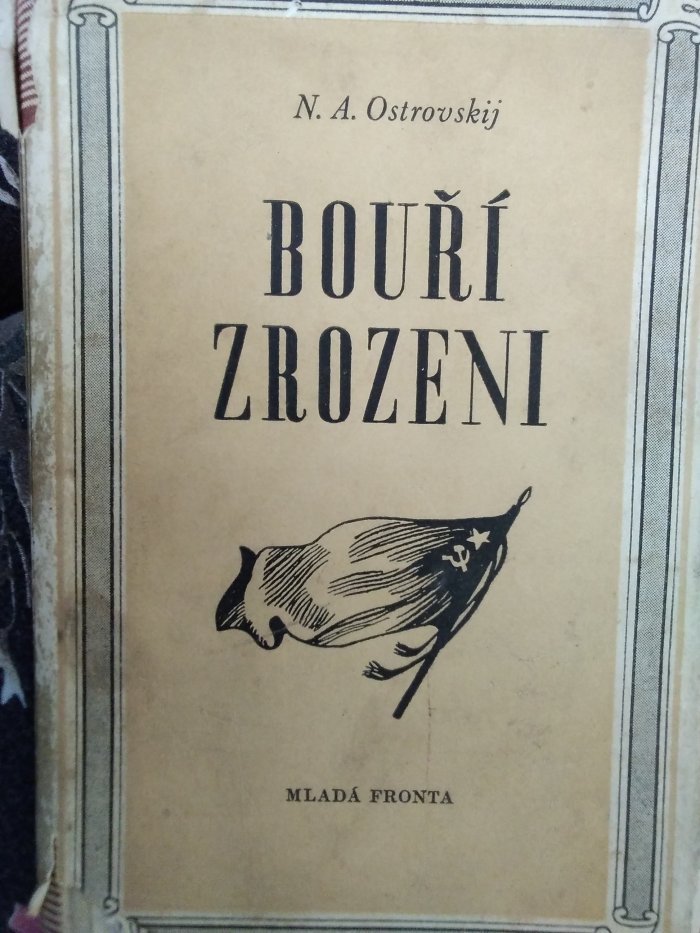 N. A. Ostrovskij
BOUŘÍ
ZROZENI
MLADÁ FRONTA